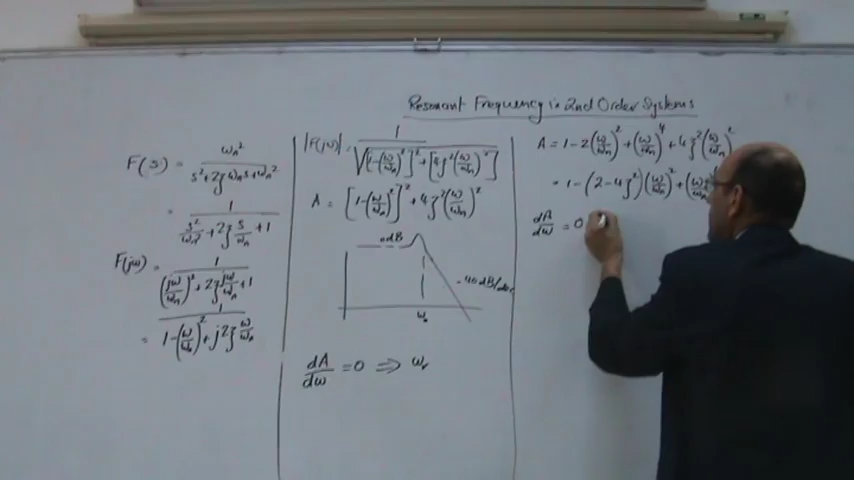 Resonant Frequency in 2nd Order Systems
F(s) = ωn² / (s² + 2ζωns + ωn²)
= 1 / (s²/ωn² + 2ζ s/ωn + 1)
F(jω) = 1 / ((jω/ωn)² + 2ζ jω/ωn + 1)
= 1 / (1 - (ω/ωn)² + j2ζ ω/ωn)
|F(jω)| = 1 / √([1-(ω/ωn)²]² + [4ζ²(ω/ωn)²])
A = [1-(ω/ωn)²]² + 4ζ²(ω/ωn)²
0dB
-40dB/dec
ωn
dA/dω = 0 ⇒ ωr
A = 1 - 2(ω/ωn)² + (ω/ωn)⁴ + 4ζ²(ω/ωn)²
= 1 - (2 - 4ζ²)(ω/ωn)² + (ω/ωn)⁴
dA/dω = 0